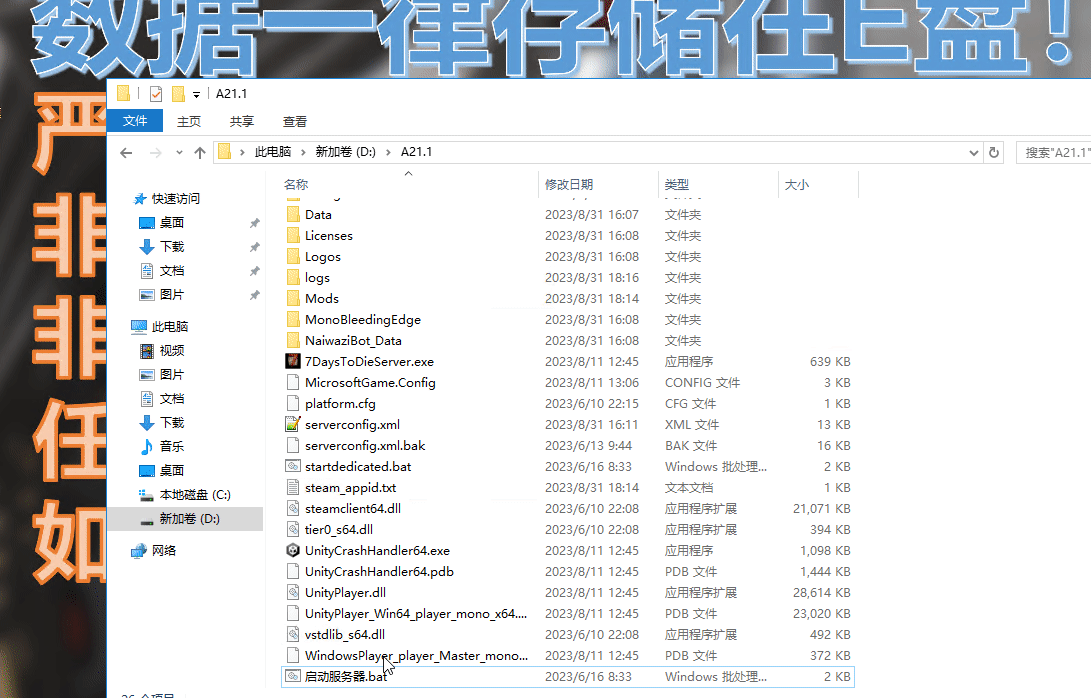 数据一律存储在E盘!
严
非
非
任
如
A21.1
文件 主页 共享 查看
此电脑 › 新加卷 (D:) › A21.1
搜索"A21.1"
名称 修改日期 类型 大小
快速访问
桌面
下载
文档
图片
此电脑
视频
图片
文档
下载
音乐
桌面
本地磁盘 (C:)
新加卷 (D:)
网络
Data 2023/8/31 16:07 文件夹
Licenses 2023/8/31 16:08 文件夹
Logos 2023/8/31 16:08 文件夹
logs 2023/8/31 18:16 文件夹
Mods 2023/8/31 18:14 文件夹
MonoBleedingEdge 2023/8/31 16:08 文件夹
NaiwaziBot_Data 2023/8/31 16:08 文件夹
7DaysToDieServer.exe 2023/8/11 12:45 应用程序 639 KB
MicrosoftGame.Config 2023/8/11 13:06 CONFIG 文件 3 KB
platform.cfg 2023/6/10 22:15 CFG 文件 1 KB
serverconfig.xml 2023/8/31 16:11 XML 文件 13 KB
serverconfig.xml.bak 2023/6/13 9:44 BAK 文件 16 KB
startdedicated.bat 2023/6/16 8:33 Windows 批处理... 2 KB
steam_appid.txt 2023/8/31 18:14 文本文档 1 KB
steamclient64.dll 2023/6/10 22:08 应用程序扩展 21,071 KB
tier0_s64.dll 2023/6/10 22:08 应用程序扩展 394 KB
UnityCrashHandler64.exe 2023/8/11 12:45 应用程序 1,098 KB
UnityCrashHandler64.pdb 2023/8/11 12:45 PDB 文件 1,444 KB
UnityPlayer.dll 2023/8/11 12:45 应用程序扩展 28,614 KB
UnityPlayer_Win64_player_mono_x64.... 2023/8/11 12:45 PDB 文件 23,020 KB
vstdlib_s64.dll 2023/6/10 22:08 应用程序扩展 492 KB
WindowsPlayer_player_Master_mono... 2023/8/11 12:45 PDB 文件 372 KB
启动服务器.bat 2023/6/16 8:33 Windows 批处理... 2 KB